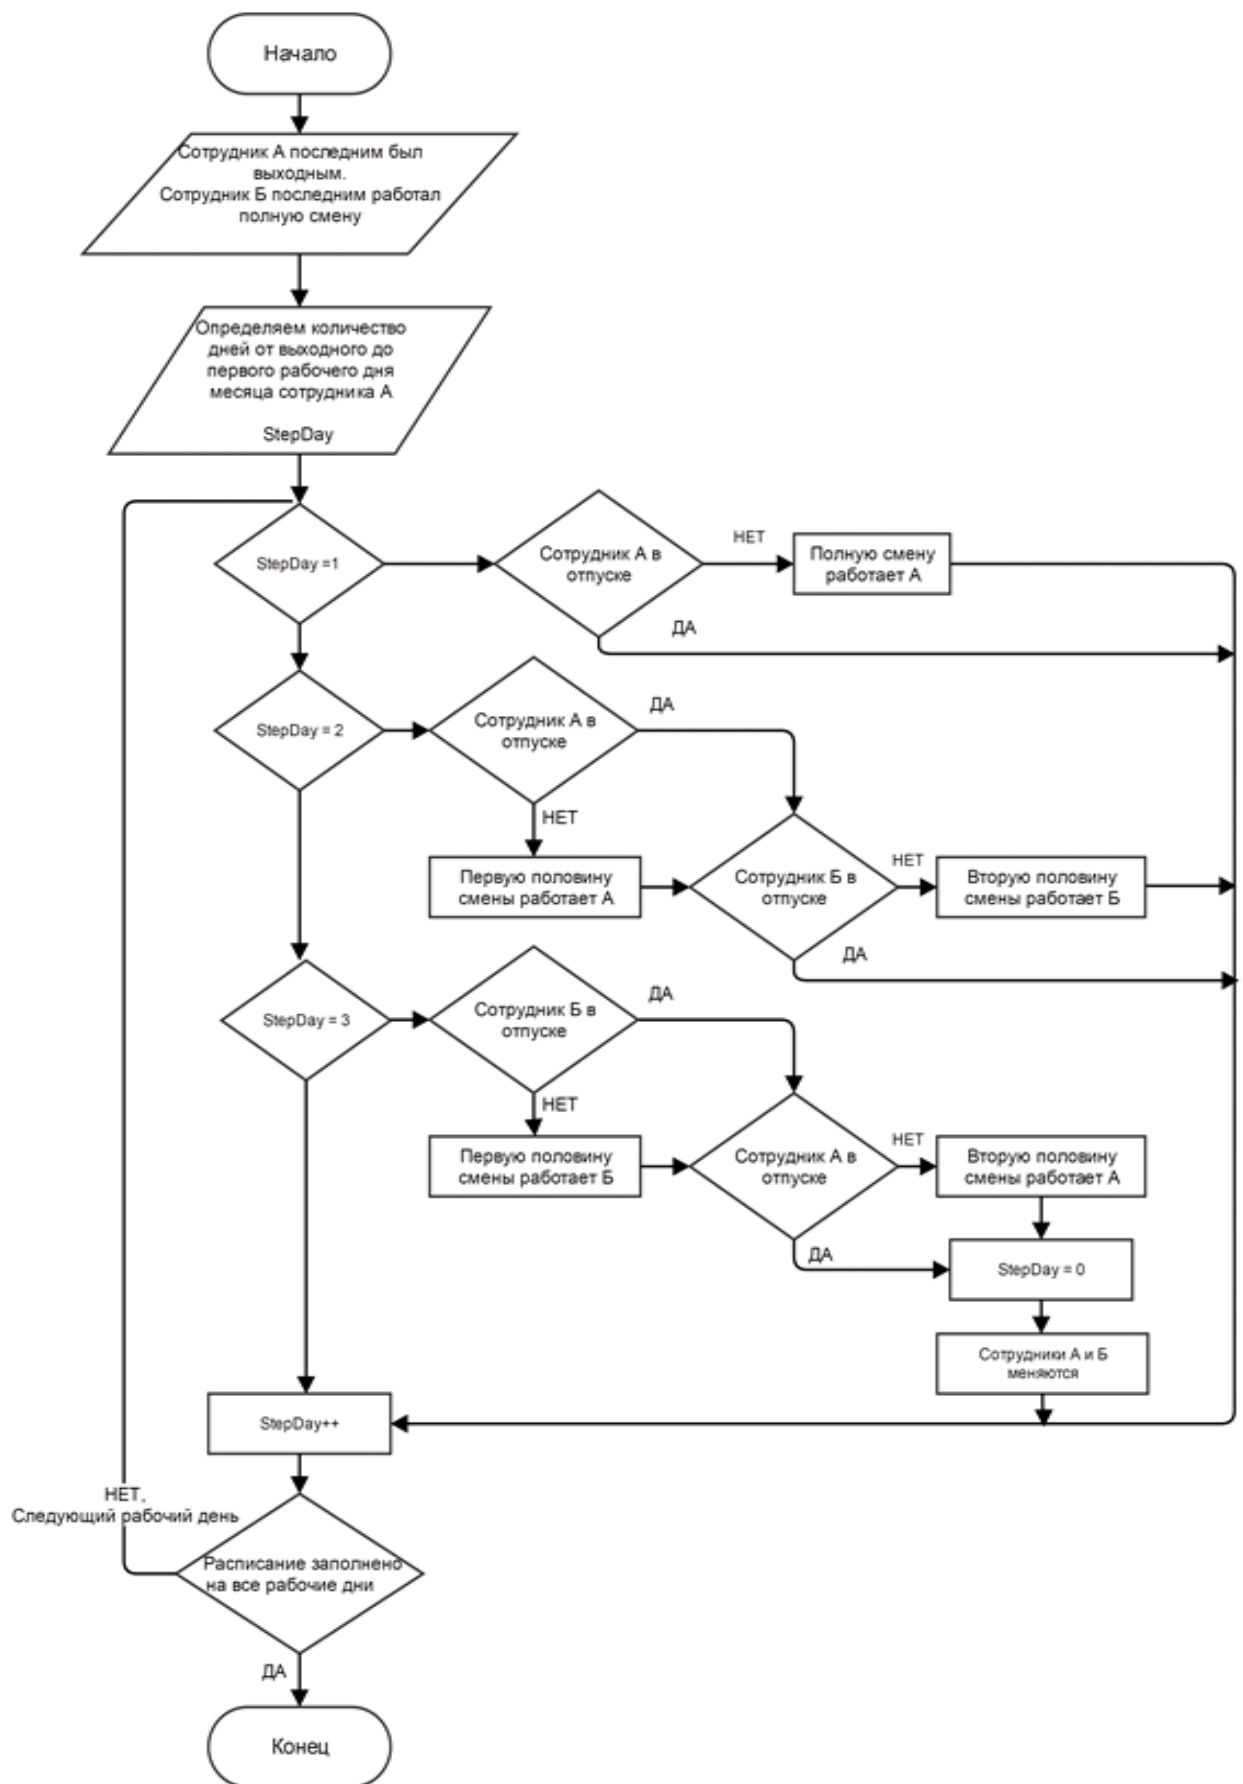 Начало
Сотрудник А последним был
выходным.
Сотрудник Б последним работал
полную смену
Определяем количество
дней от выходного до
первого рабочего дня
месяца сотрудника А
StepDay
StepDay =1
Сотрудник А в
отпуске
НЕТ
Полную смену
работает А
ДА
StepDay = 2
Сотрудник А в
отпуске
ДА
НЕТ
Первую половину
смены работает А
Сотрудник Б в
отпуске
НЕТ
Вторую половину
смены работает Б
ДА
StepDay = 3
Сотрудник Б в
отпуске
ДА
НЕТ
Первую половину
смены работает Б
Сотрудник А в
отпуске
НЕТ
Вторую половину
смены работает А
ДА
StepDay = 0
Сотрудники А и Б
меняются
StepDay++
НЕТ,
Следующий рабочий день
Расписание заполнено
на все рабочие дни
ДА
Конец